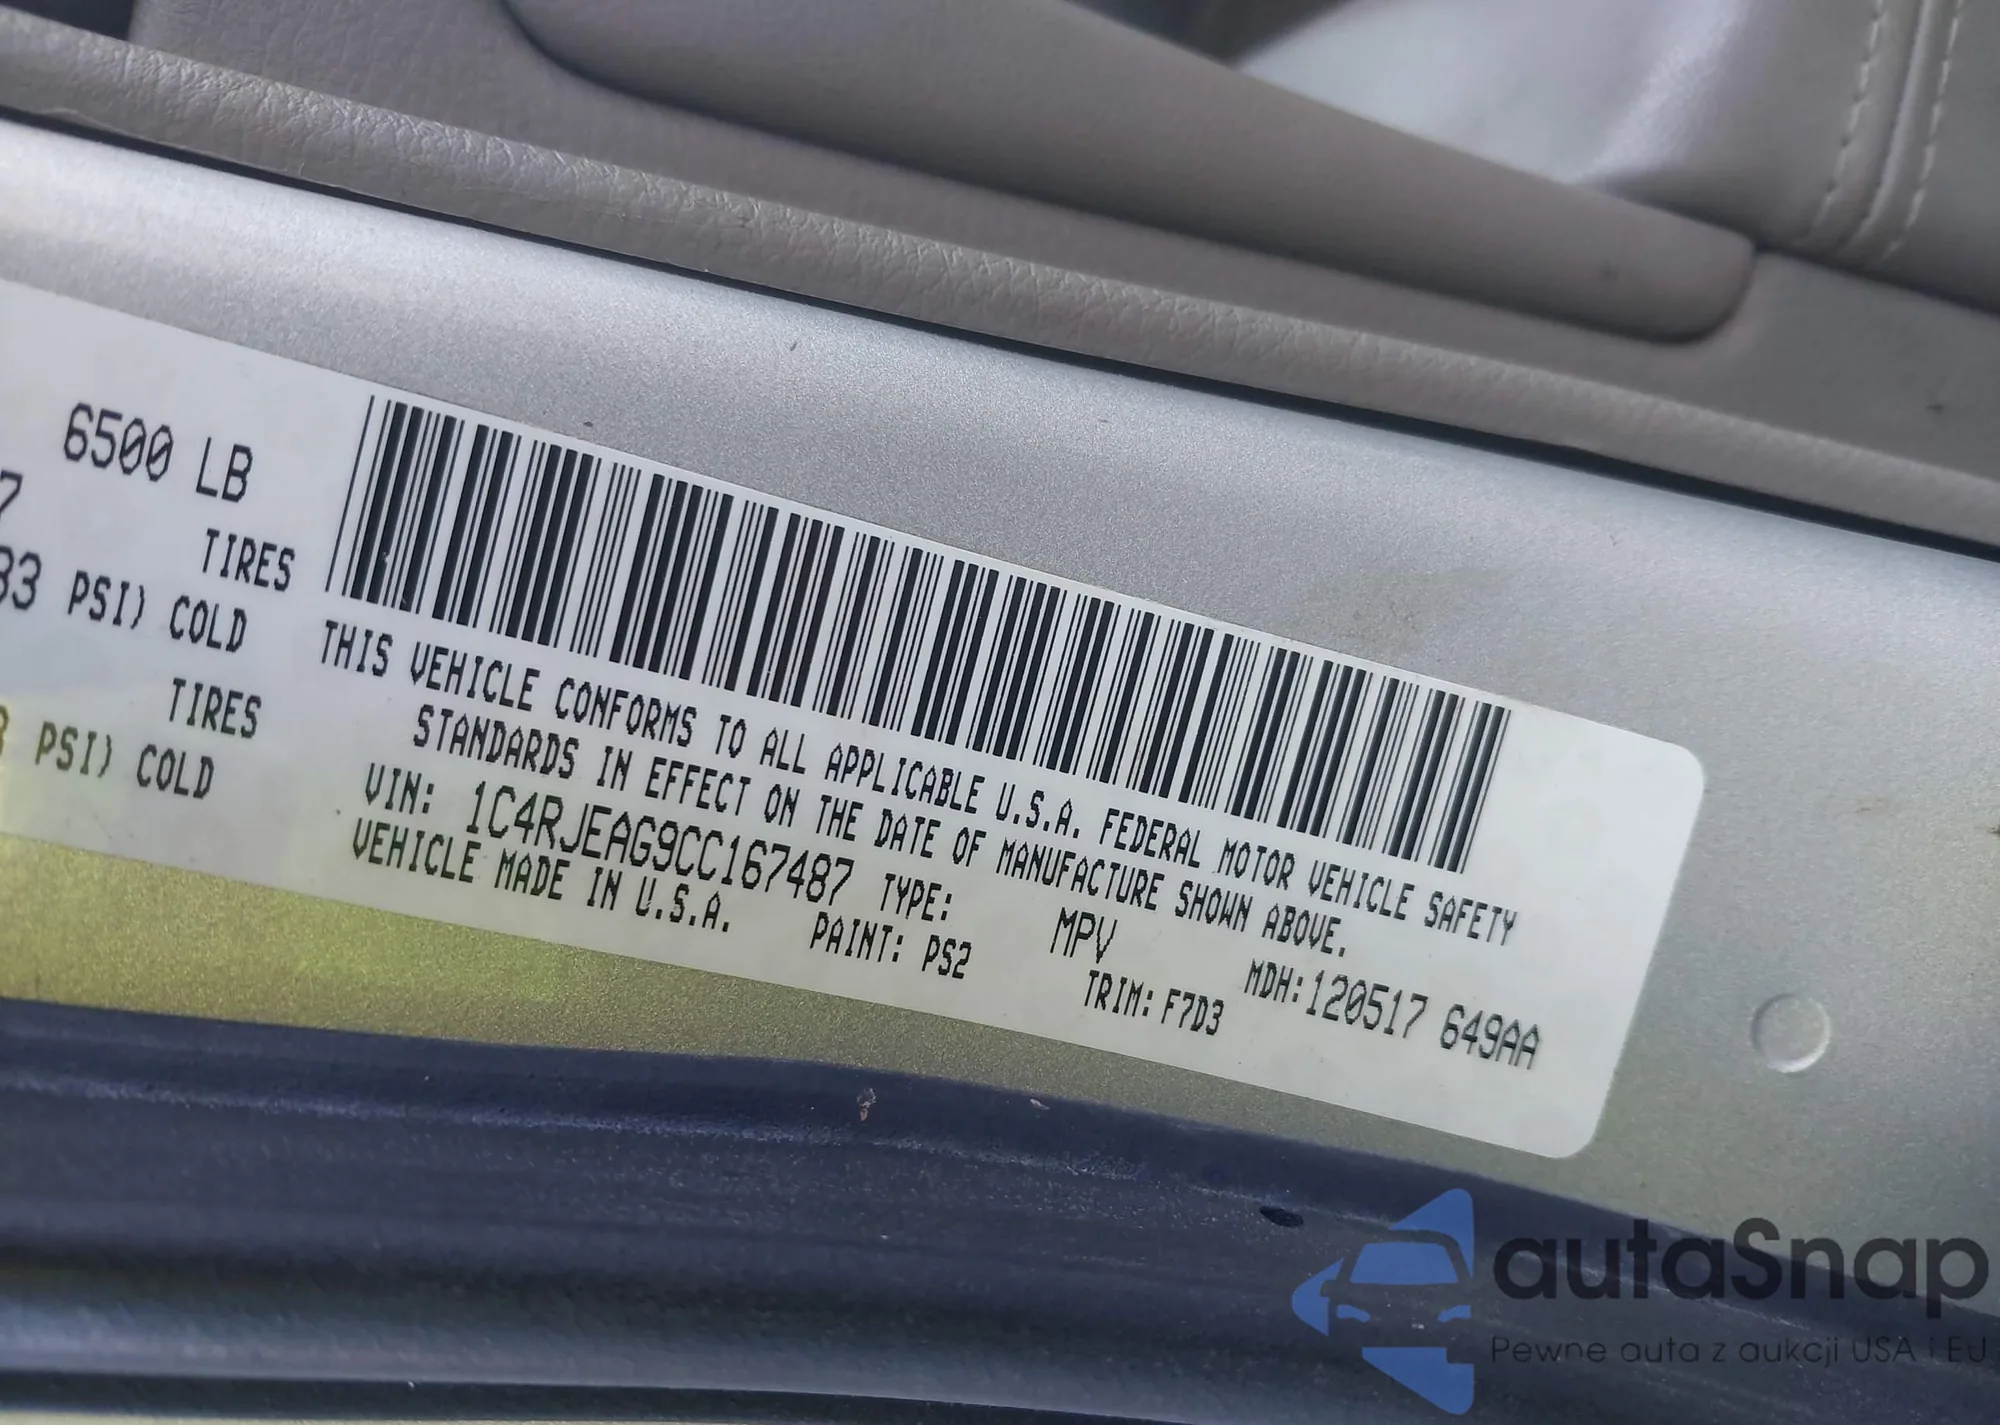 6500 LB
7
TIRES
33 PSI) COLD
TIRES
PSI) COLD
THIS VEHICLE CONFORMS TO ALL APPLICABLE U.S.A. FEDERAL MOTOR VEHICLE SAFETY
STANDARDS IN EFFECT ON THE DATE OF MANUFACTURE SHOWN ABOVE.
VIN: 1C4RJEAG9CC167487 TYPE: MPV MDH:120517 649AA
VEHICLE MADE IN U.S.A. PAINT: PS2 TRIM: F7D3
autaSnap
Pewne auta z aukcji USA i EU